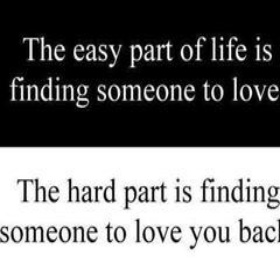 The easy part of life is
finding someone to love
The hard part is finding
someone to love you bac